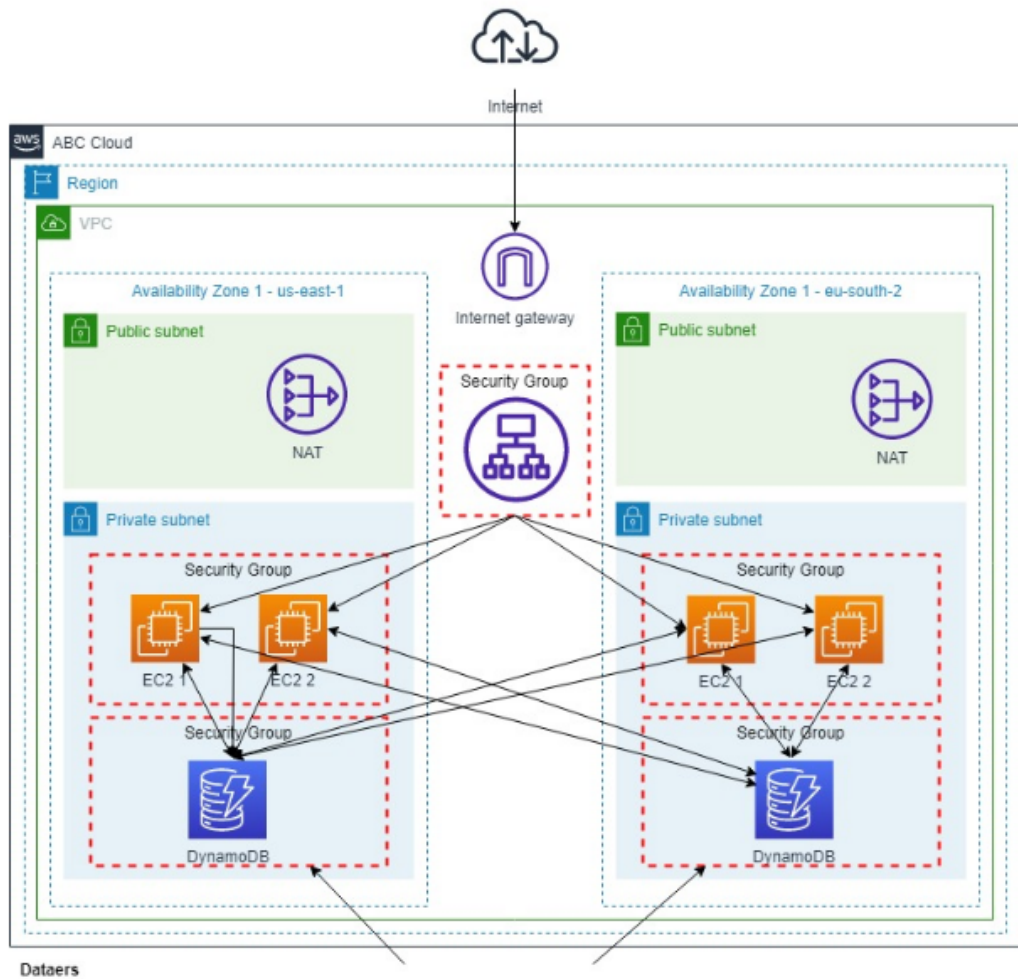 Internet
aws
ABC Cloud
Region
VPC
Availability Zone 1 - us-east-1
Availability Zone 1 - eu-south-2
Internet gateway
Public subnet
Public subnet
Security Group
NAT
NAT
Private subnet
Private subnet
Security Group
Security Group
EC2 1
EC2 2
EC2 1
EC2 2
Security Group
Security Group
DynamoDB
DynamoDB
Dataers